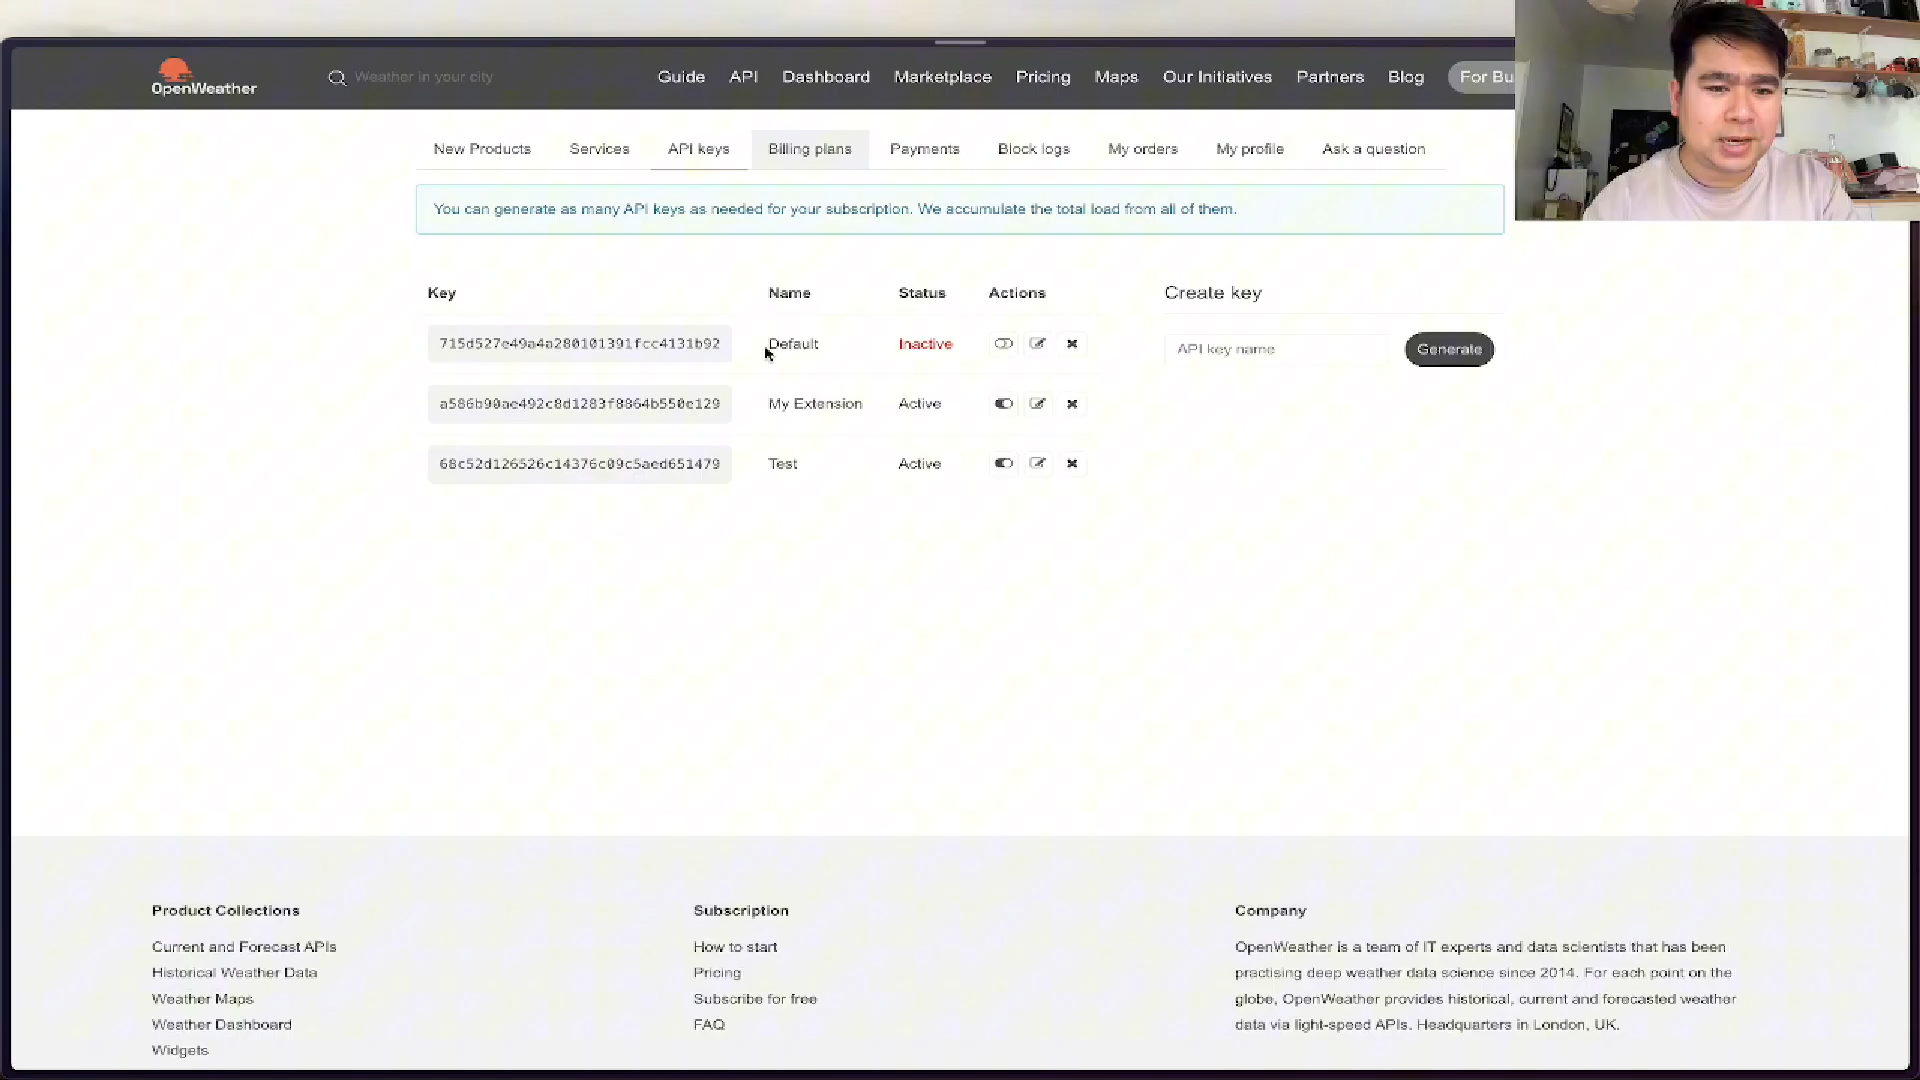 OpenWeather
Weather in your city
Guide
API
Dashboard
Marketplace
Pricing
Maps
Our Initiatives
Partners
Blog
For Bu
New Products
Services
API keys
Billing plans
Payments
Block logs
My orders
My profile
Ask a question
You can generate as many API keys as needed for your subscription. We accumulate the total load from all of them.
Key Name Status Actions
715d527e49a4a280101391fcc4131b92 Default Inactive
a586b90ae492c8d1283f8864b550e129 My Extension Active
68c52d126526c14376c09c5aed651479 Test Active
Create key
API key name
Generate
Product Collections
Current and Forecast APIs
Historical Weather Data
Weather Maps
Weather Dashboard
Widgets
Subscription
How to start
Pricing
Subscribe for free
FAQ
Company
OpenWeather is a team of IT experts and data scientists that has been
practising deep weather data science since 2014. For each point on the
globe, OpenWeather provides historical, current and forecasted weather
data via light-speed APIs. Headquarters in London, UK.